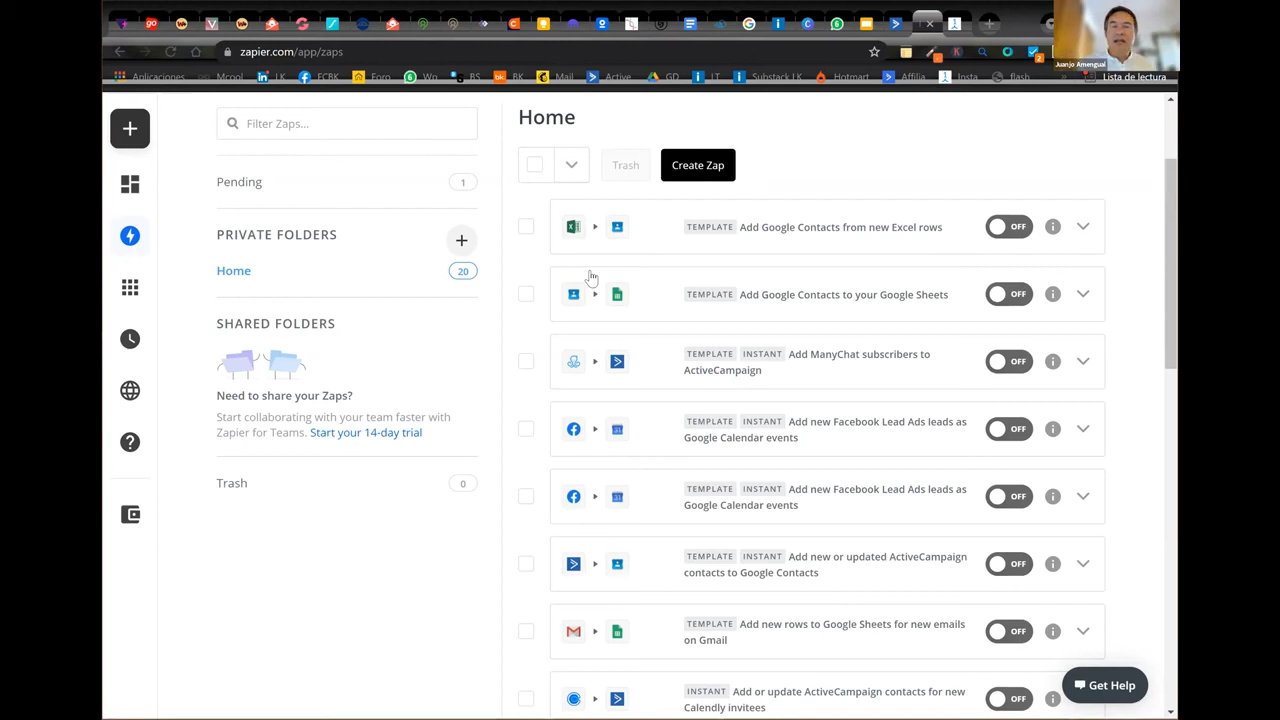 zapier.com/app/zaps
Juanjo Amengual
Aplicaciones
Mcpol
LK
FCBK
Foro
Wo
BS
BK
Mail
Active
GD
LT
Substack LK
Hotmart
Affilia
Insta
flash
Lista de lectura
Filter Zaps...
Pending
1
PRIVATE FOLDERS
Home
20
SHARED FOLDERS
Need to share your Zaps?
Start collaborating with your team faster with
Zapier for Teams. Start your 14-day trial
Trash
0
Home
Trash
Create Zap
TEMPLATE Add Google Contacts from new Excel rows
OFF
TEMPLATE Add Google Contacts to your Google Sheets
OFF
TEMPLATE INSTANT Add ManyChat subscribers to
ActiveCampaign
OFF
TEMPLATE INSTANT Add new Facebook Lead Ads leads as
Google Calendar events
OFF
TEMPLATE INSTANT Add new Facebook Lead Ads leads as
Google Calendar events
OFF
TEMPLATE INSTANT Add new or updated ActiveCampaign
contacts to Google Contacts
OFF
TEMPLATE Add new rows to Google Sheets for new emails
on Gmail
OFF
INSTANT Add or update ActiveCampaign contacts for new
Calendly invitees
OFF
Get Help